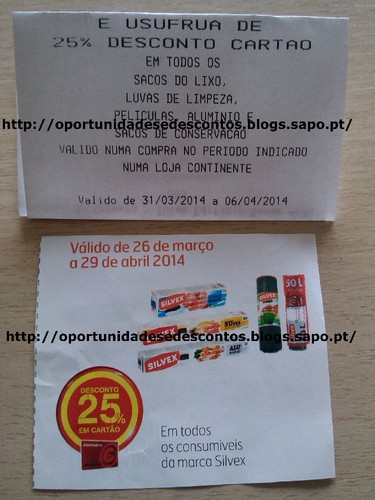 E USUFRUA DE
25% DESCONTO CARTAO
EM TODOS OS
SACOS DO LIXO,
LUVAS DE LIMPEZA,
PELICULAS, ALUMINIO E
http://oportunidadesedescontos.blogs.sapo.pt/
SACOS DE CONSERVACAO
VALIDO NUMA COMPRA NO PERIODO INDICADO
NUMA LOJA CONTINENTE
Valido de 31/03/2014 a 06/04/2014
Válido de 26 de março
a 29 de abril 2014
SILVEX
SILVEX
SILVEX
50L
SILVEX
ALU
http://oportunidadesedescontos.blogs.sapo.pt/
DESCONTO
25%
EM CARTÃO
Em todos
os consumíveis
da marca Silvex